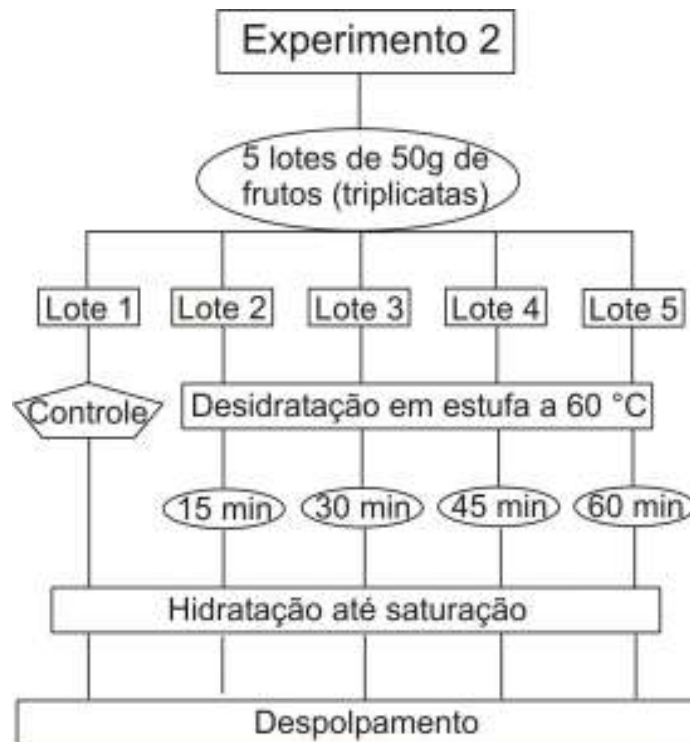 Experimento 2
5 lotes de 50g de
frutos (triplicatas)
Lote 1 Lote 2 Lote 3 Lote 4 Lote 5
Controle Desidratação em estufa a 60 °C
15 min 30 min 45 min 60 min
Hidratação até saturação
Despolpamento